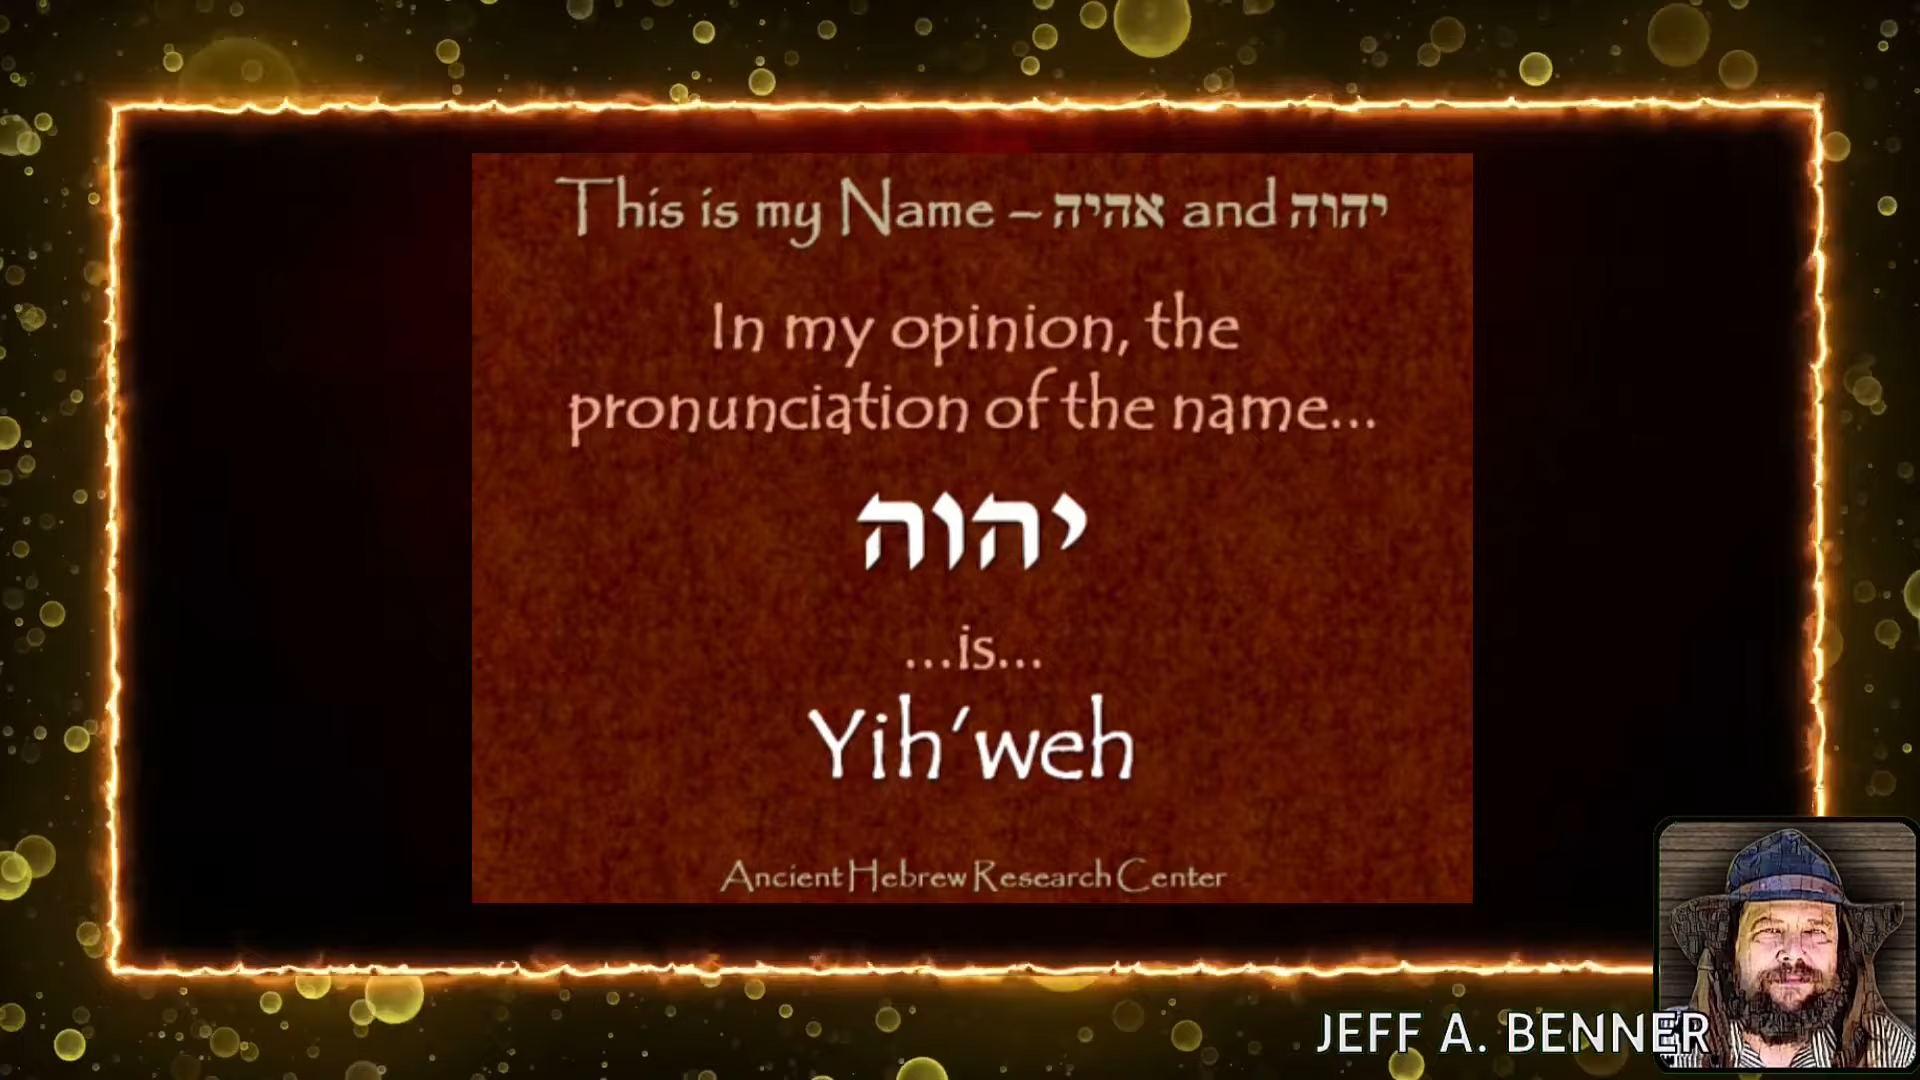 This is my Name – אהיה and יהוה
In my opinion, the
pronunciation of the name...
יהוה
...is...
Yih'weh
Ancient Hebrew Research Center
JEFF A. BENNER